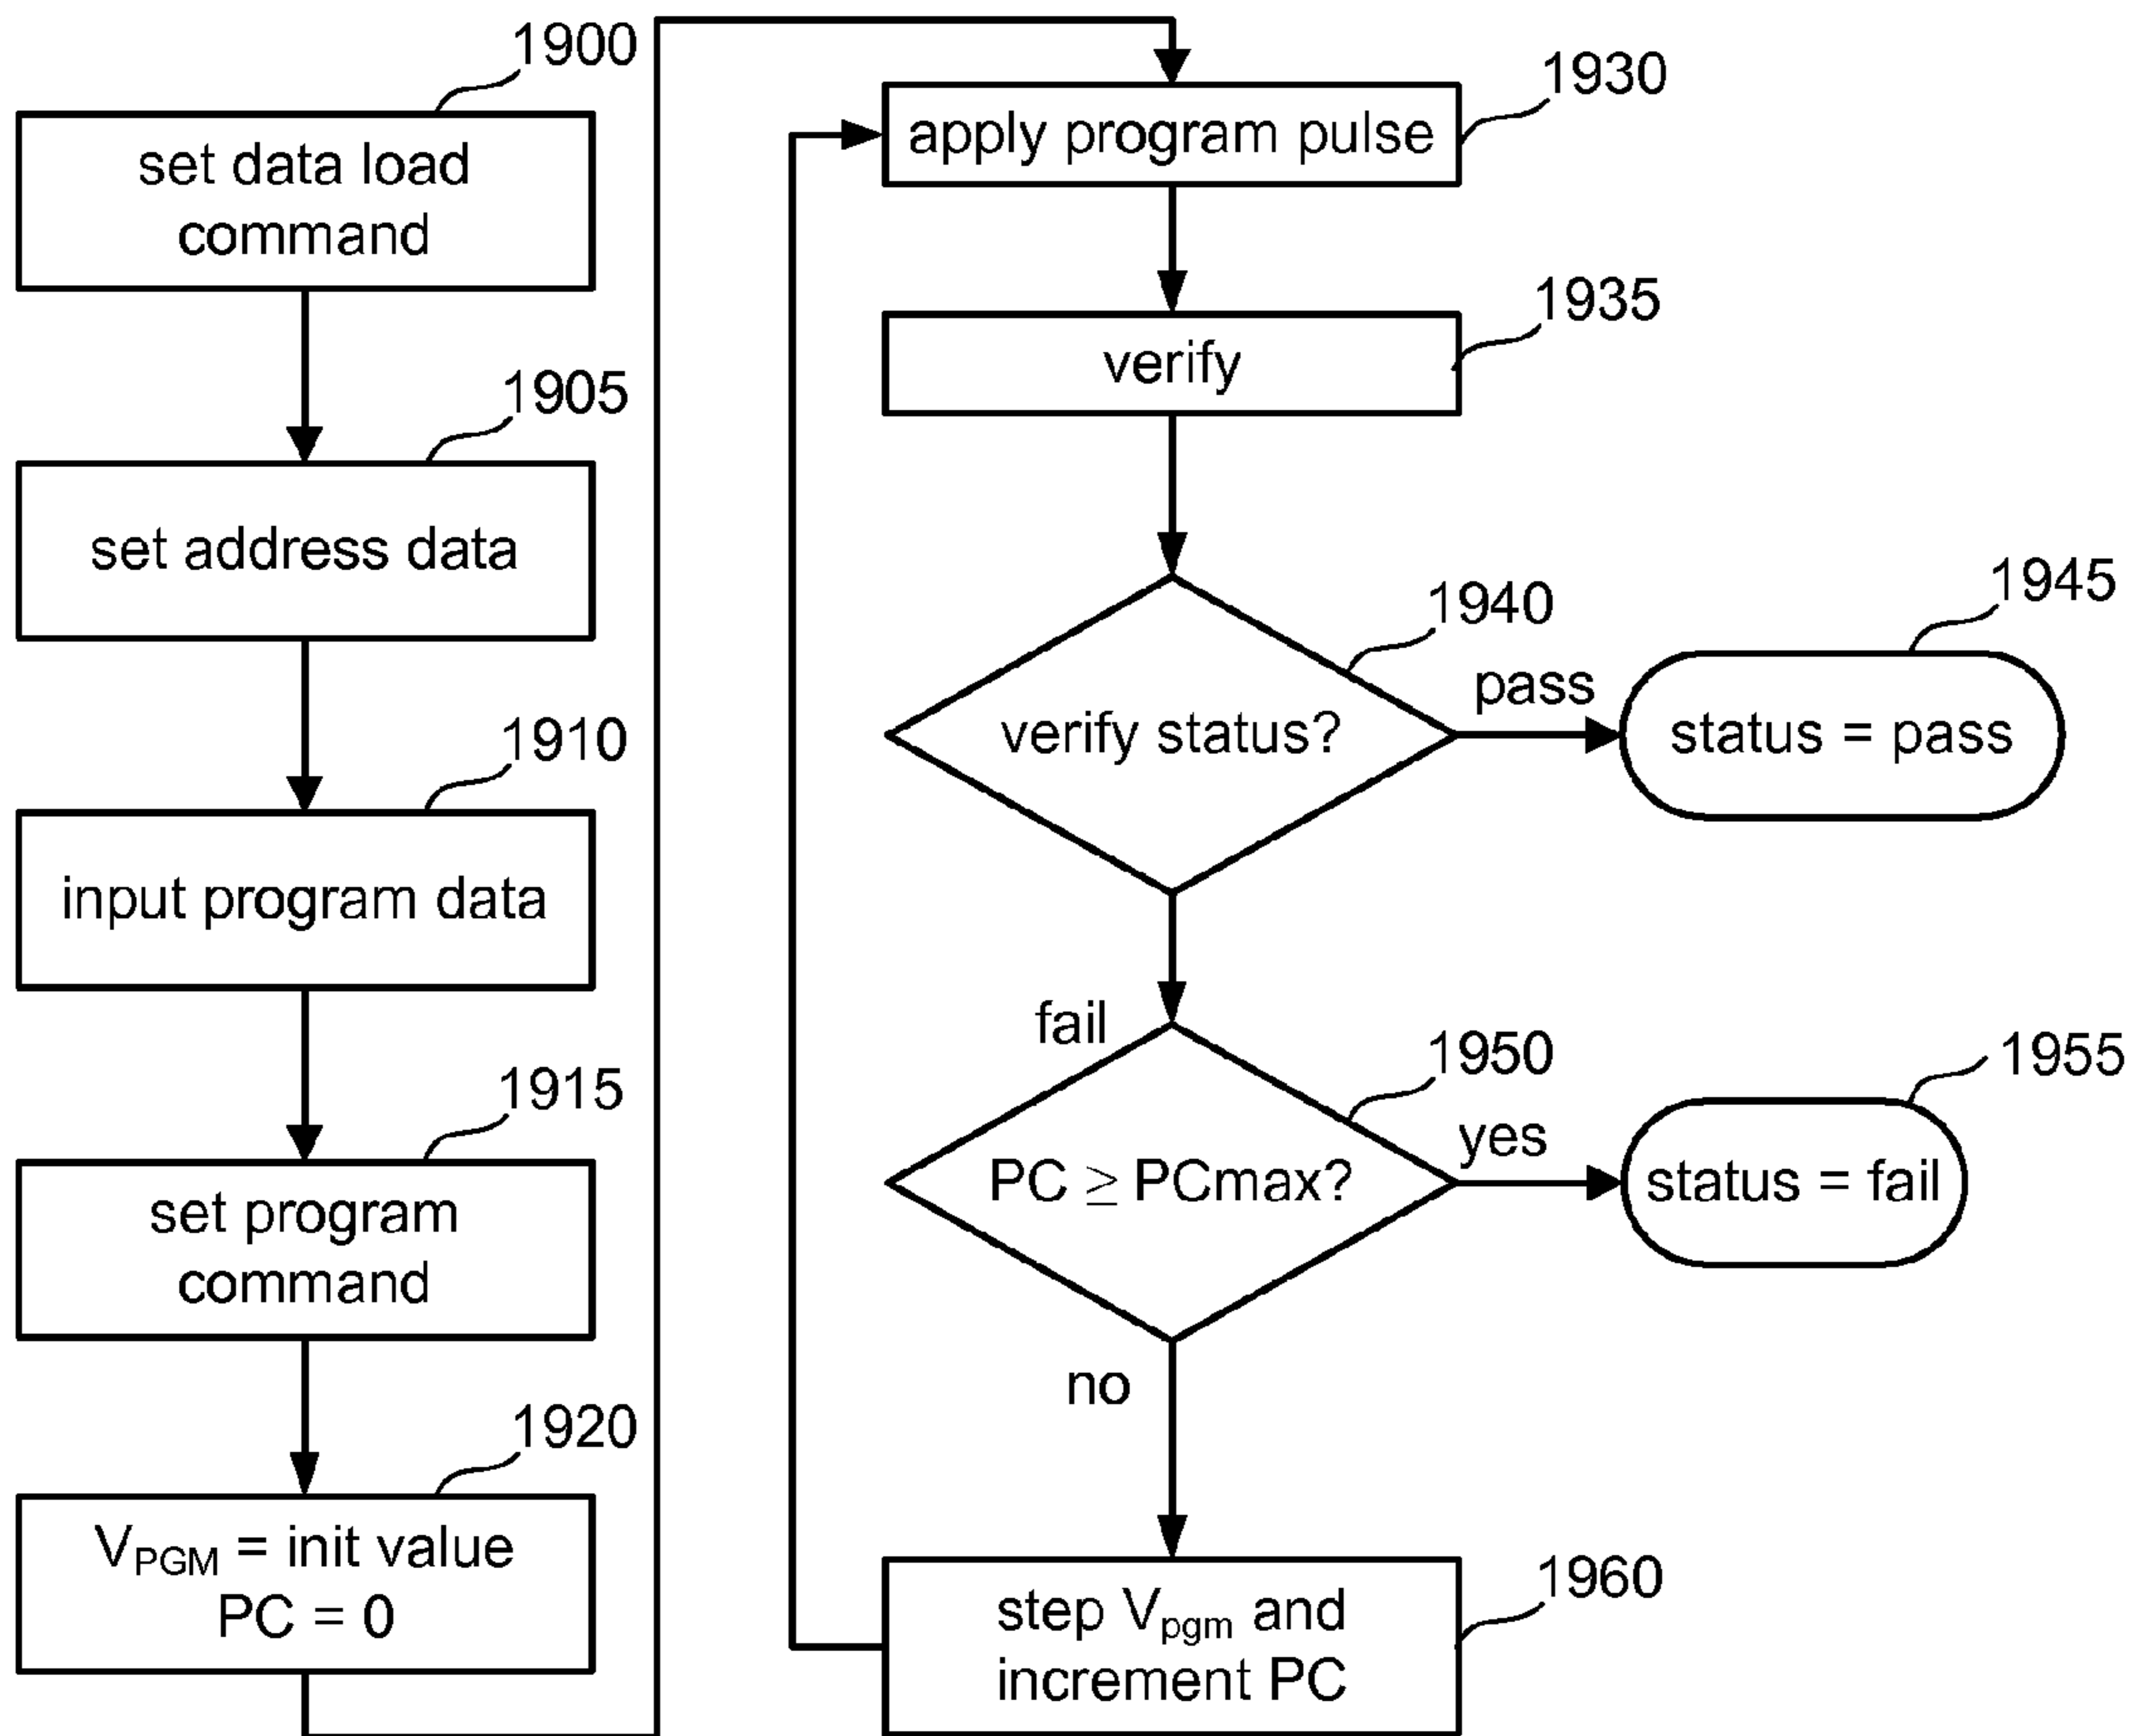 1900
set data load
command
1905
set address data
1910
input program data
1915
set program
command
1920
VPGM = init value
PC = 0
1930
apply program pulse
1935
verify
1940
verify status?
pass
1945
status = pass
fail
1950
PC ≥ PCmax?
yes
1955
status = fail
no
1960
step Vpgm and
increment PC